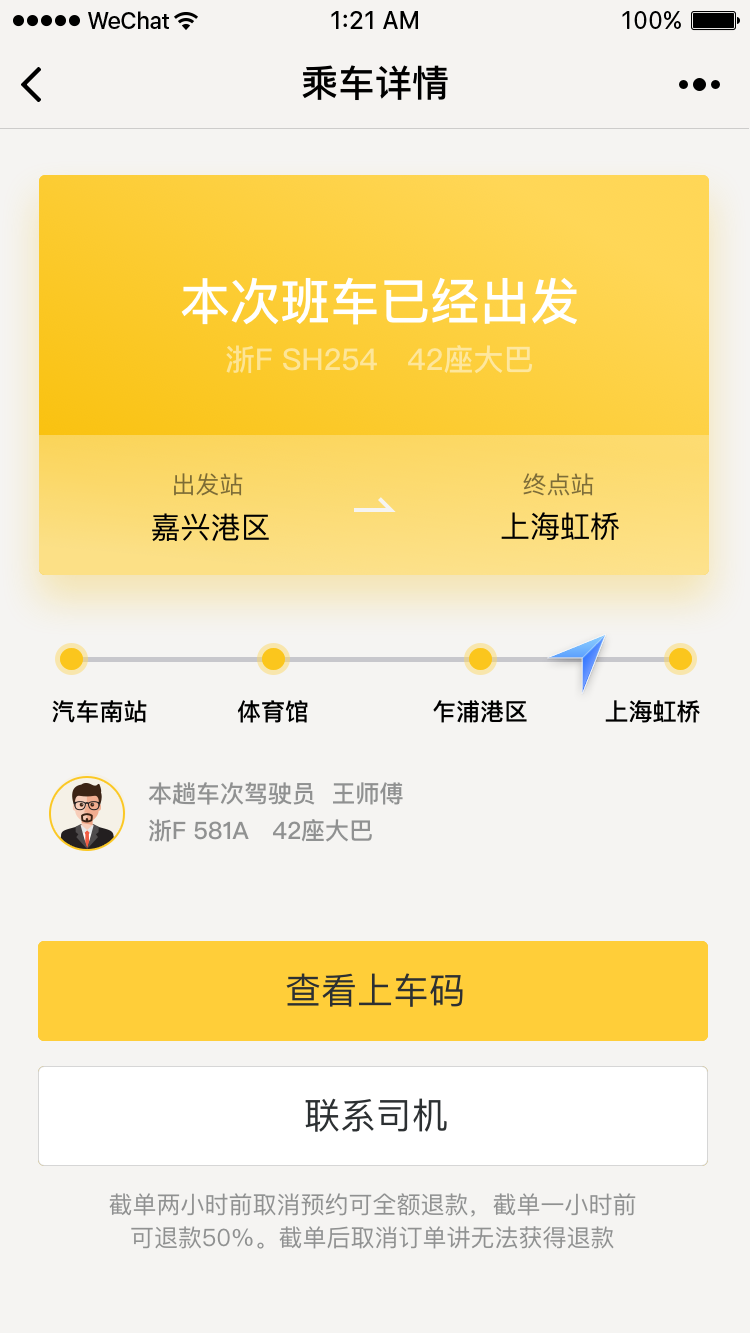 WeChat 1:21 AM 100%
乘车详情
本次班车已经出发
浙F SH254 42座大巴
出发站 终点站
嘉兴港区 上海虹桥
汽车南站 体育馆 乍浦港区 上海虹桥
本趟车次驾驶员 王师傅
浙F 581A 42座大巴
查看上车码
联系司机
截单两小时前取消预约可全额退款，截单一小时前
可退款50%。截单后取消订单讲无法获得退款